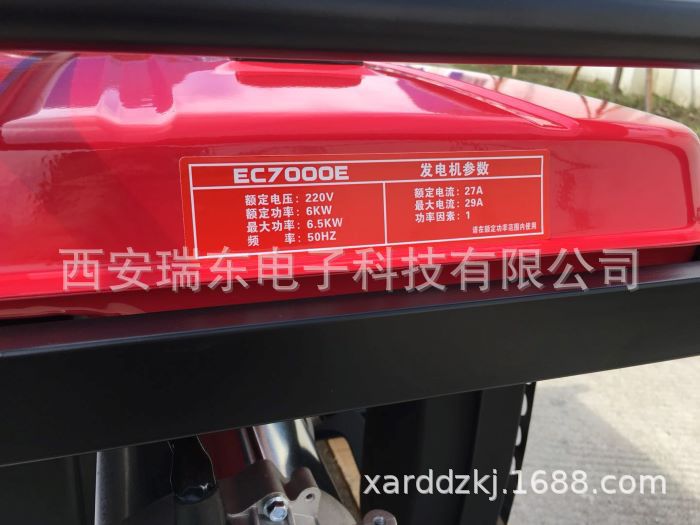 EC7000E 发电机参数
额定电压：220V 额定电流：27A
额定功率：6KW 最大电流：29A
最大功率：6.5KW 功率因素：1
频 率：50HZ 请在额定功率范围内使用
西安瑞东电子科技有限公司
xarddzkj.1688.com